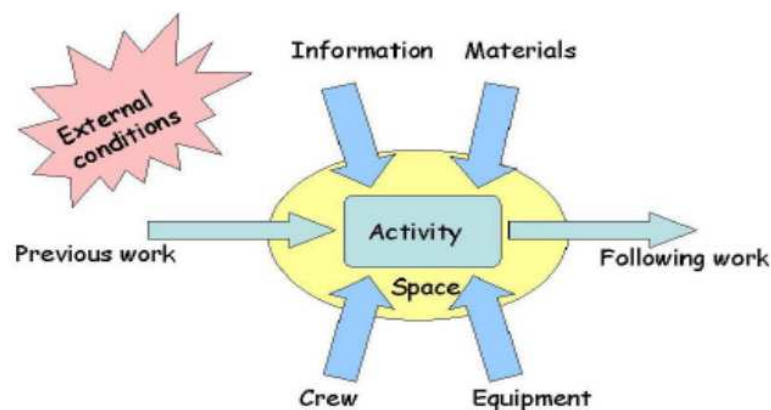 Information
Materials
External
conditions
Activity
Previous work
Following work
Space
Crew
Equipment